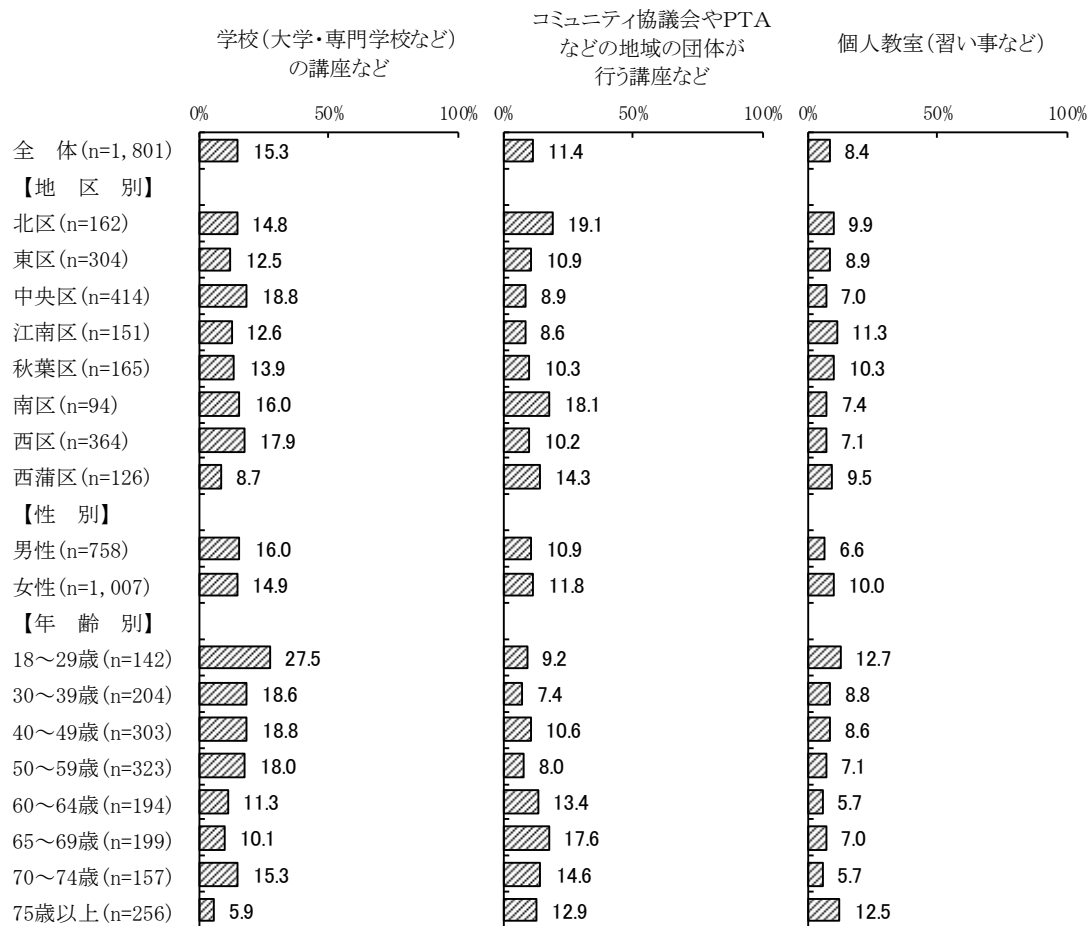 学校(大学・専門学校など)
の講座など
コミュニティ協議会やPTA
などの地域の団体が
行う講座など
個人教室(習い事など)
0% 50% 100% 0% 50% 100% 0% 50% 100%
全 体(n=1,801) 15.3 11.4 8.4
【地 区 別】
北区(n=162) 14.8 19.1 9.9
東区(n=304) 12.5 10.9 8.9
中央区(n=414) 18.8 8.9 7.0
江南区(n=151) 12.6 8.6 11.3
秋葉区(n=165) 13.9 10.3 10.3
南区(n=94) 16.0 18.1 7.4
西区(n=364) 17.9 10.2 7.1
西蒲区(n=126) 8.7 14.3 9.5
【性 別】
男性(n=758) 16.0 10.9 6.6
女性(n=1,007) 14.9 11.8 10.0
【年 齢 別】
18～29歳(n=142) 27.5 9.2 12.7
30～39歳(n=204) 18.6 7.4 8.8
40～49歳(n=303) 18.8 10.6 8.6
50～59歳(n=323) 18.0 8.0 7.1
60～64歳(n=194) 11.3 13.4 5.7
65～69歳(n=199) 10.1 17.6 7.0
70～74歳(n=157) 15.3 14.6 5.7
75歳以上(n=256) 5.9 12.9 12.5